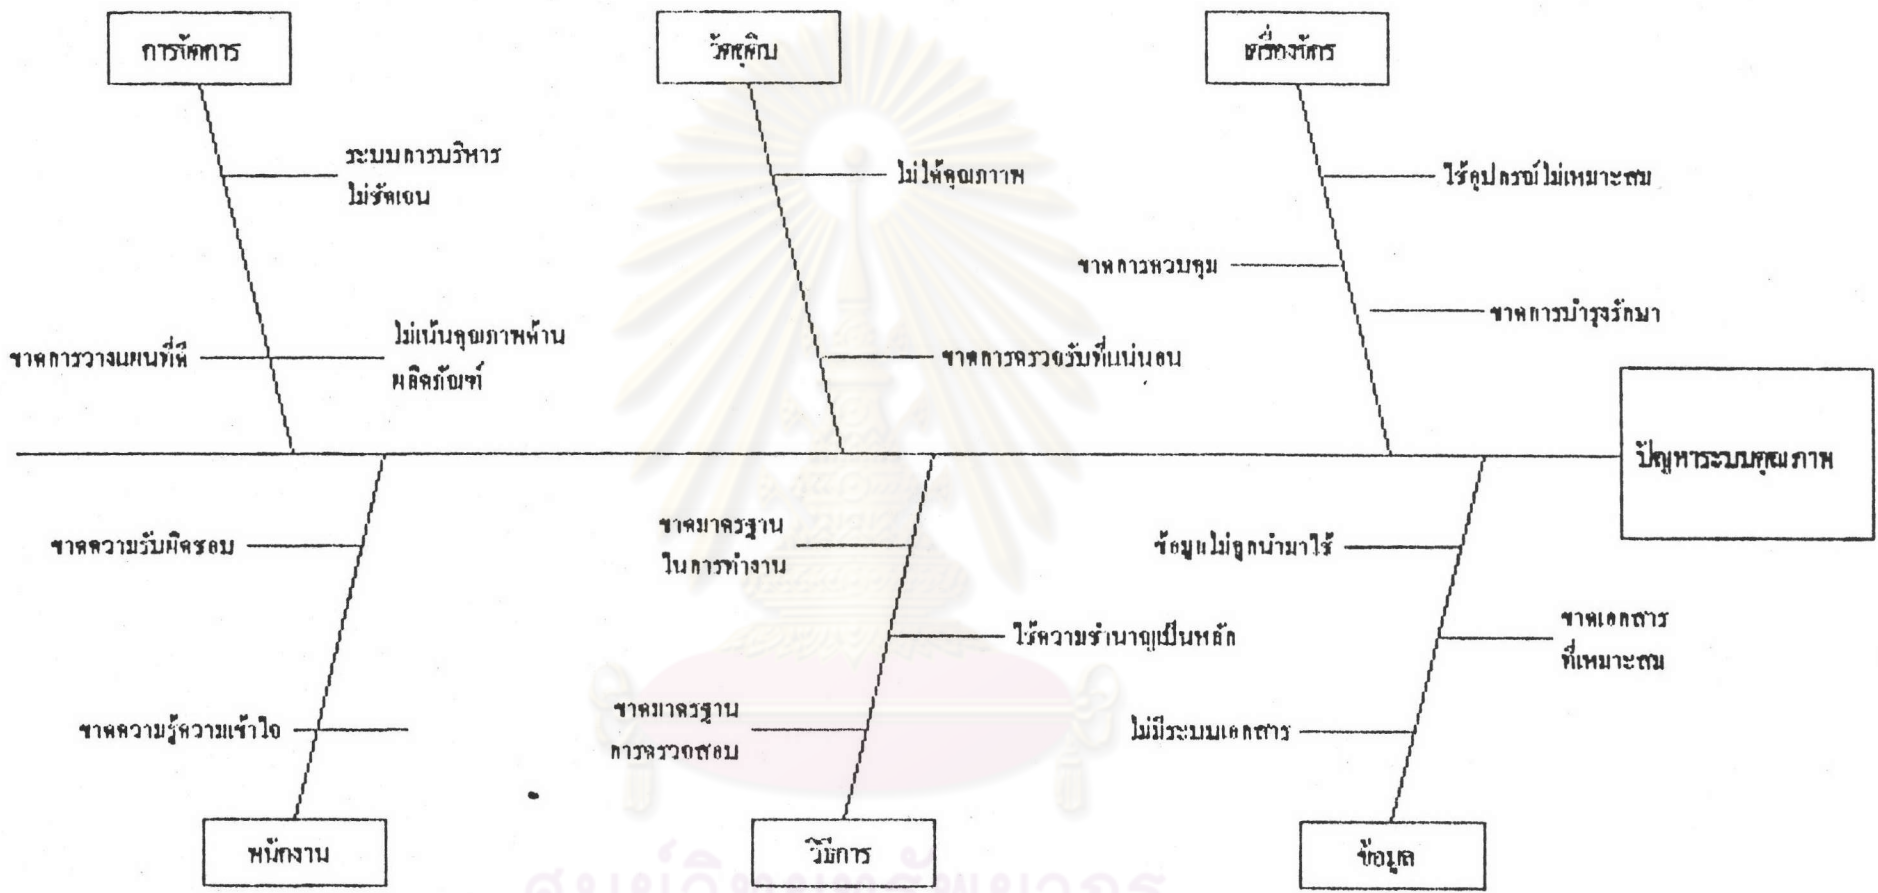 การจัดการ
วัตถุดิบ
เครื่องจักร
ระบบการบริหาร
ไม่ชัดเจน
ไม่ได้คุณภาพ
ใช้อุปกรณ์ไม่เหมาะสม
ขาดการควบคุม
ขาดการบำรุงรักษา
ขาดการวางแผนที่ดี
ไม่เน้นคุณภาพด้าน
ผลิตภัณฑ์
ขาดการตรวจรับที่แน่นอน
ปัญหาระบบคุณภาพ
ขาดความรับผิดชอบ
ขาดมาตรฐาน
ในการทำงาน
ข้อมูลไม่ถูกนำมาใช้
ใช้ความชำนาญเป็นหลัก
ขาดเอกสาร
ที่เหมาะสม
ขาดความรู้ความเข้าใจ
ขาดมาตรฐาน
การตรวจสอบ
ไม่มีระบบเอกสาร
พนักงาน
วิธีการ
ข้อมูล
ศูนย์วิทยทรัพยากร